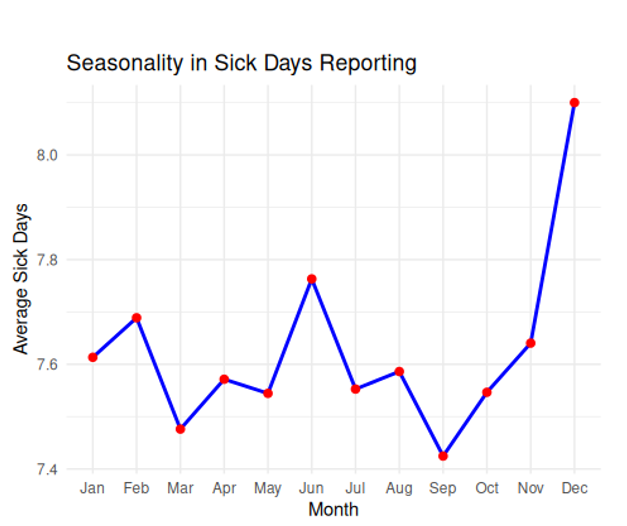 Seasonality in Sick Days Reporting
Average Sick Days
8.0
7.8
7.6
7.4
Jan Feb Mar Apr May Jun Jul Aug Sep Oct Nov Dec
Month